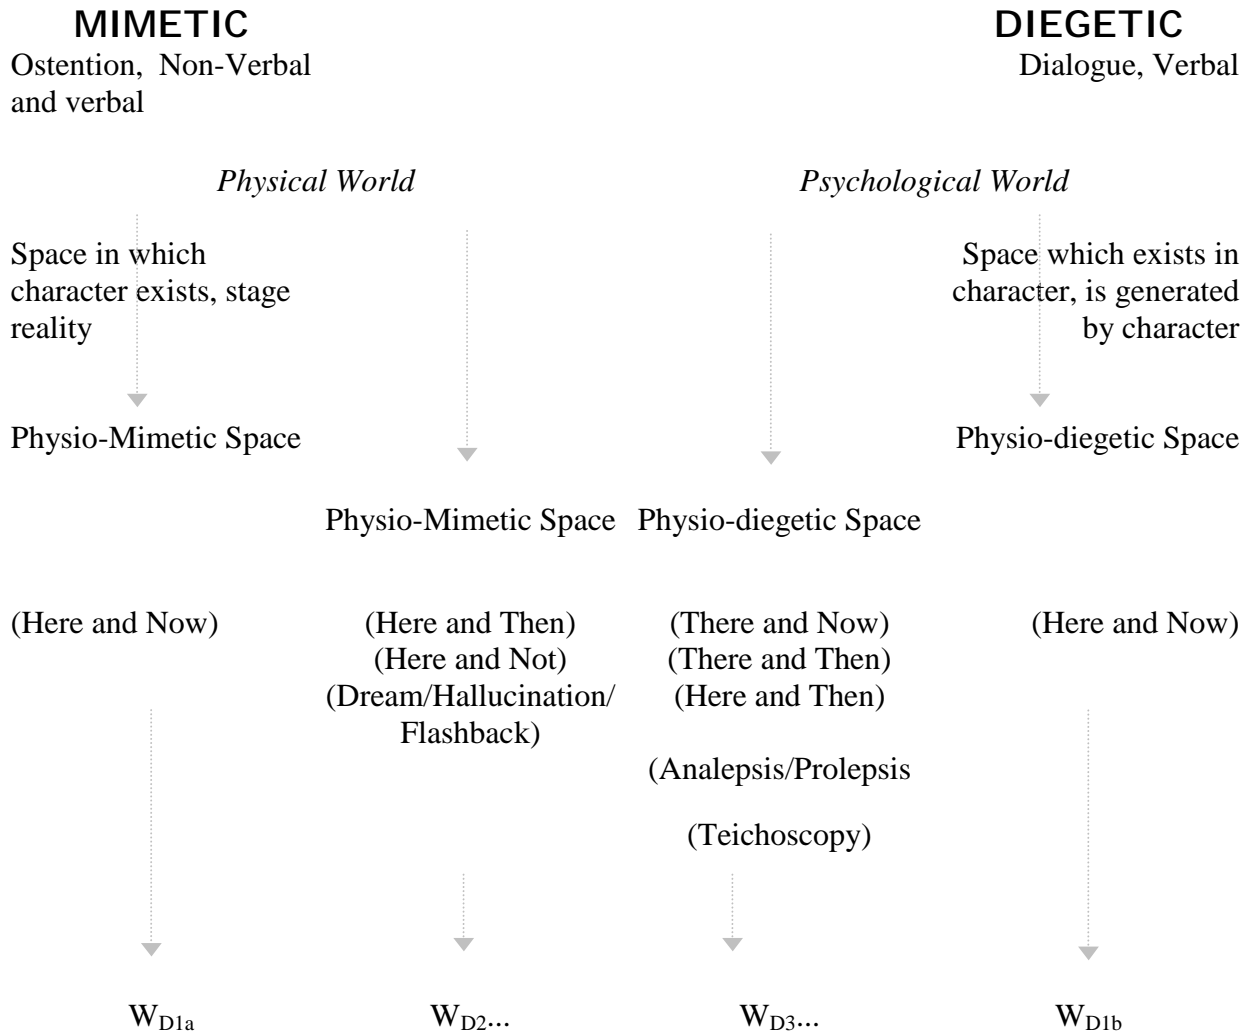 MIMETIC DIEGETIC
Ostention, Non-Verbal Dialogue, Verbal
and verbal
Physical World Psychological World
Space in which Space which exists in
character exists, stage character, is generated
reality by character
Physio-Mimetic Space Physio-diegetic Space
Physio-Mimetic Space Physio-diegetic Space
(Here and Now) (Here and Then) (There and Now) (Here and Now)
(Here and Not) (There and Then)
(Dream/Hallucination/ (Here and Then)
Flashback)
(Analepsis/Prolepsis
(Teichoscopy)
WD1a WD2... WD3... WD1b